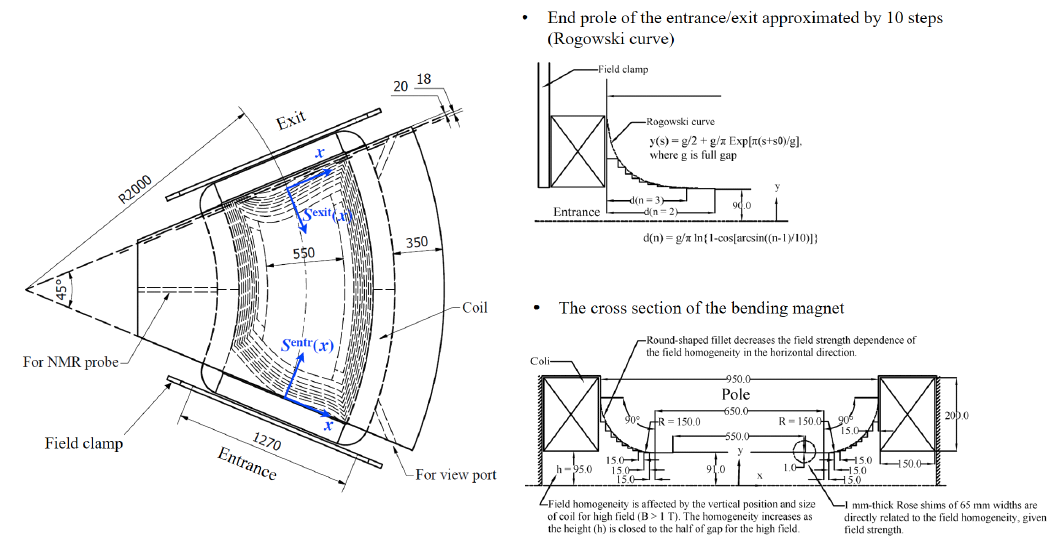 18
20
Exit
x
R2000
Sexit(x)
350
550
45°
Coil
Sentr(x)
For NMR probe
x
Field clamp
1270
Entrance
For view port
• End prole of the entrance/exit approximated by 10 steps
(Rogowski curve)
Field clamp
Rogowski curve
y(s) = g/2 + g/π Exp[π(s+s0)/g],
where g is full gap
y
d(n = 3)
90.0
Entrance
d(n = 2)
d(n) = g/π ln{1-cos[arcsin((n-1)/10)]}
• The cross section of the bending magnet
Round-shaped fillet decreases the field strength dependence of
the field homogeneity in the horizontal direction.
Coli
950.0
Pole
650.0
90°
R = 150.0
R = 150.0
90°
15.0
200.0
550.0
y
h = 95.0
15.0
15.0
15.0
x
1.0
15.0
15.0
15.0
150.0
Field homogeneity is affected by the vertical position and size
of coil for high field (B > 1 T). The homogeneity increases as
the height (h) is closed to the half of gap for the high field.
1 mm-thick Rose shims of 65 mm widths are
directly related to the field homogeneity, given
field strength.